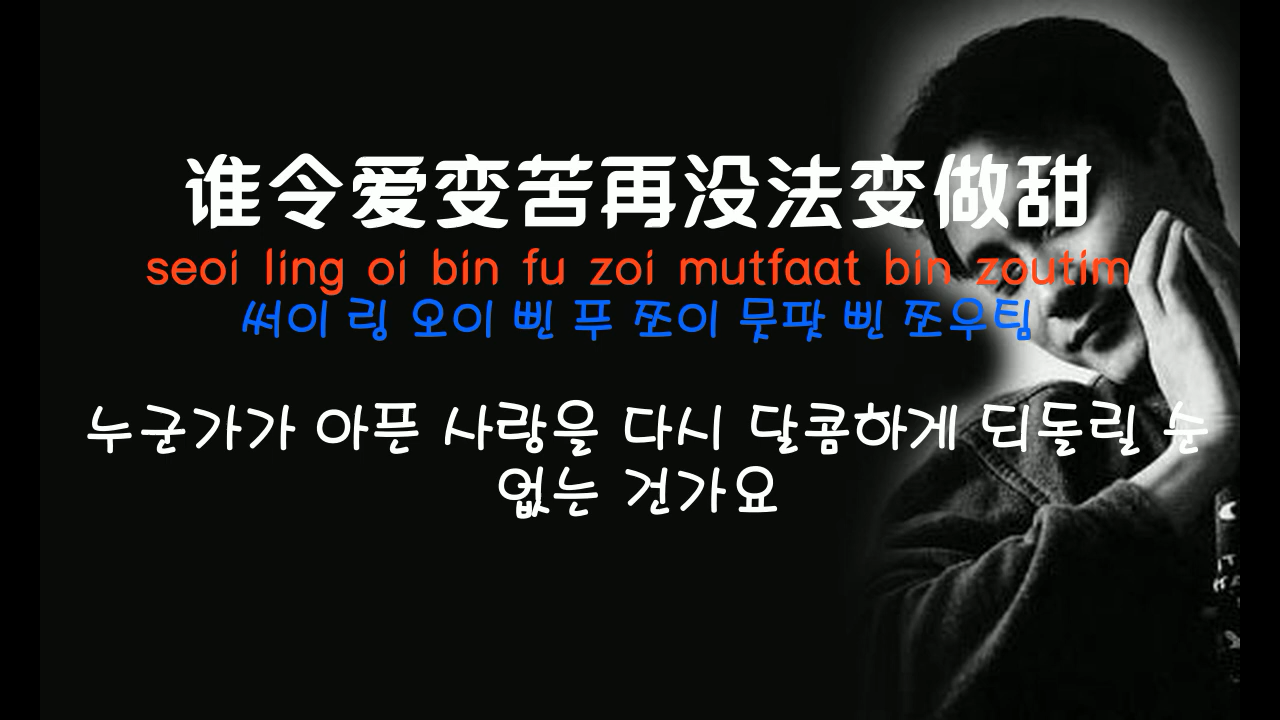 谁令爱变苦再没法变做甜
seoi ling oi bin fu zoi mutfaat bin zoutim
써이 링 오이 삔 푸 쪼이 뭇팟 삔 쪼우팀
누군가가 아픈 사랑을 다시 달콤하게 되돌릴 순
없는 건가요